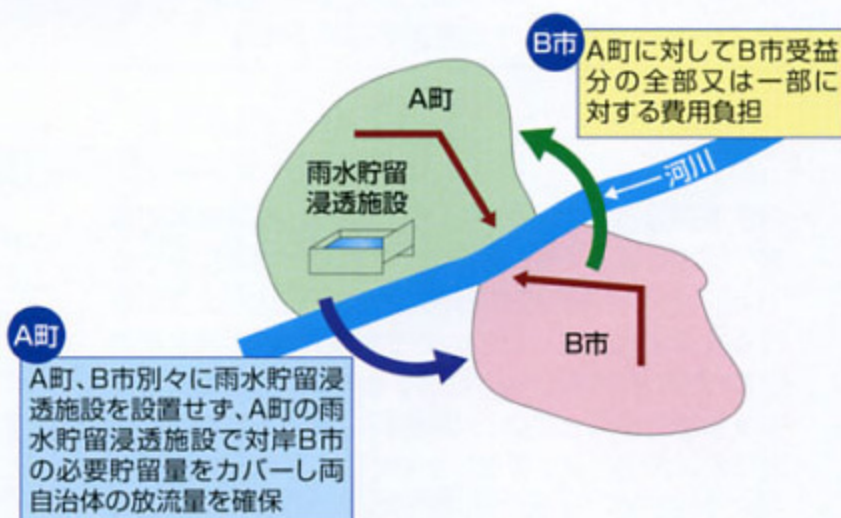 B市
A町に対してB市受益
分の全部又は一部に
対する費用負担
A町
雨水貯留
浸透施設
河川
B市
A町
A町、B市別々に雨水貯留浸
透施設を設置せず、A町の雨
水貯留浸透施設で対岸B市
の必要貯留量をカバーし両
自治体の放流量を確保